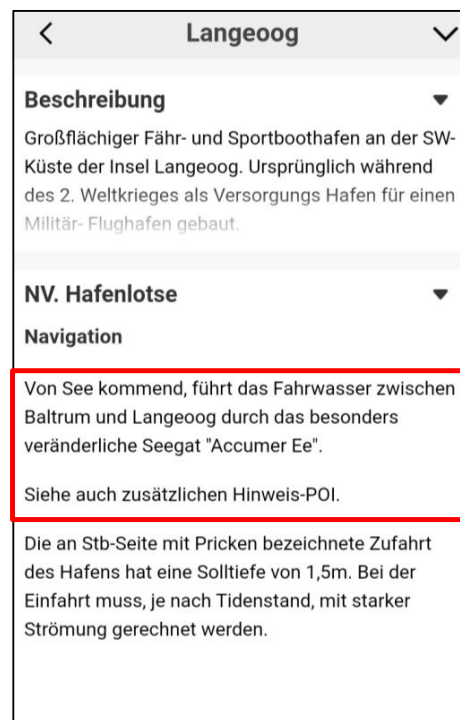 Langeoog
Beschreibung
Großflächiger Fähr- und Sportboothafen an der SW-
Küste der Insel Langeoog. Ursprünglich während
des 2. Weltkrieges als Versorgungs Hafen für einen
Militär- Flughafen gebaut.
NV. Hafenlotse
Navigation
Von See kommend, führt das Fahrwasser zwischen
Baltrum und Langeoog durch das besonders
veränderliche Seegat "Accumer Ee".
Siehe auch zusätzlichen Hinweis-POI.
Die an Stb-Seite mit Pricken bezeichnete Zufahrt
des Hafens hat eine Solltiefe von 1,5m. Bei der
Einfahrt muss, je nach Tidenstand, mit starker
Strömung gerechnet werden.